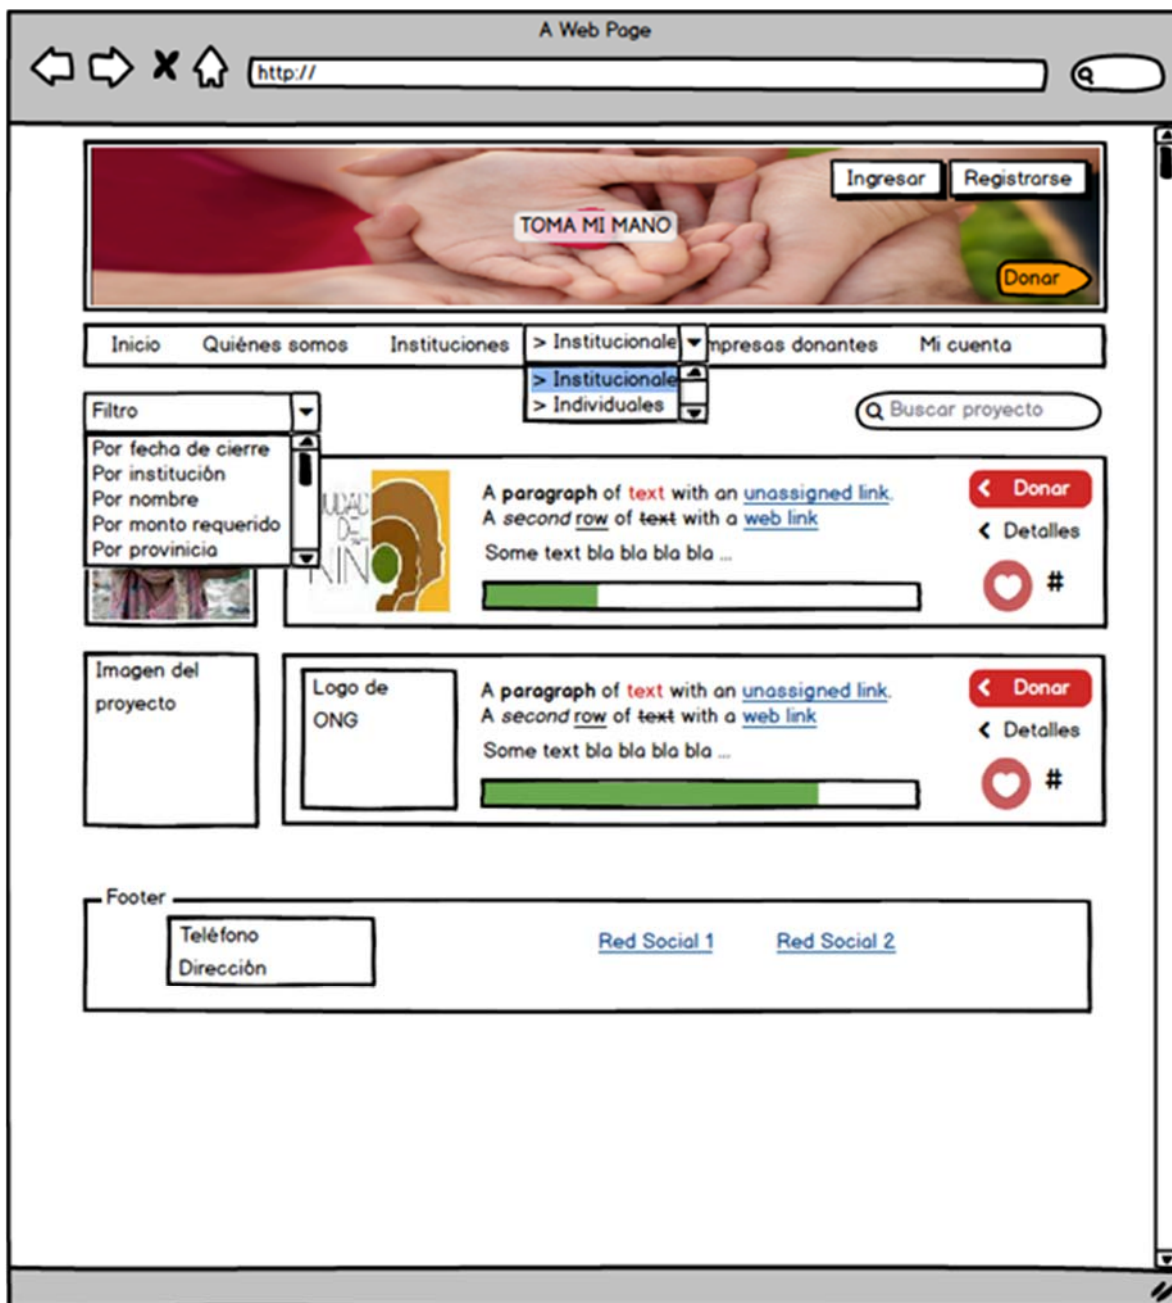 A Web Page
http://
Ingresar
Registrarse
TOMA MI MANO
Donar
Inicio
Quiénes somos
Instituciones
> Institucionale
mpresas donantes
Mi cuenta
> Institucionale
> Individuales
Filtro
Buscar proyecto
Por fecha de cierre
Por institución
Por nombre
Por monto requerido
Por provinicia
UDAD
DE
NIN
A paragraph of text with an unassigned link.
A second row of text with a web link
Some text bla bla bla bla ...
Donar
Detalles
#
Imagen del
proyecto
Logo de
ONG
A paragraph of text with an unassigned link.
A second row of text with a web link
Some text bla bla bla bla ...
Donar
Detalles
#
Footer
Teléfono
Dirección
Red Social 1
Red Social 2